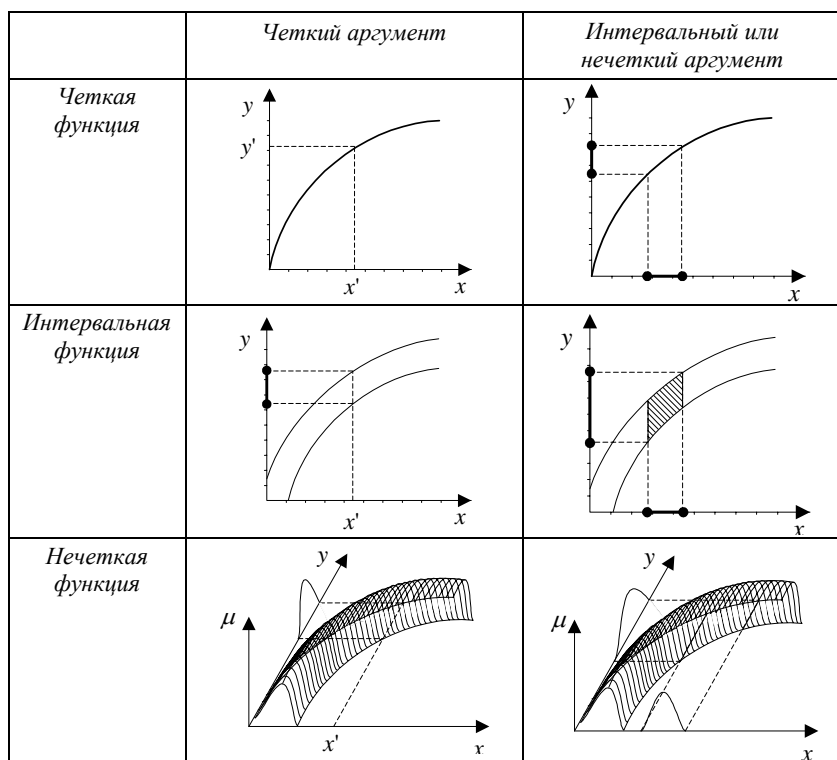 Четкий аргумент
Интервальный или
нечеткий аргумент
Четкая
функция
y
y'
x'
x
y
x
Интервальная
функция
y
x'
x
y
x
Нечеткая
функция
y
μ
x'
x
y
μ
x